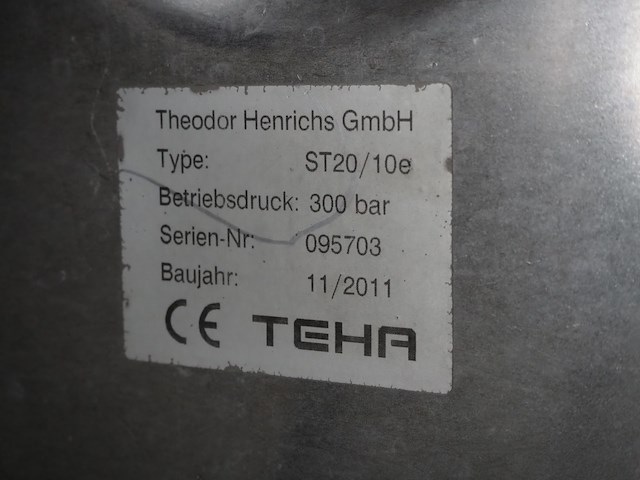 Theodor Henrichs GmbH
Type: ST20/10e
Betriebsdruck: 300 bar
Serien-Nr: 095703
Baujahr: 11/2011
CE TEHA